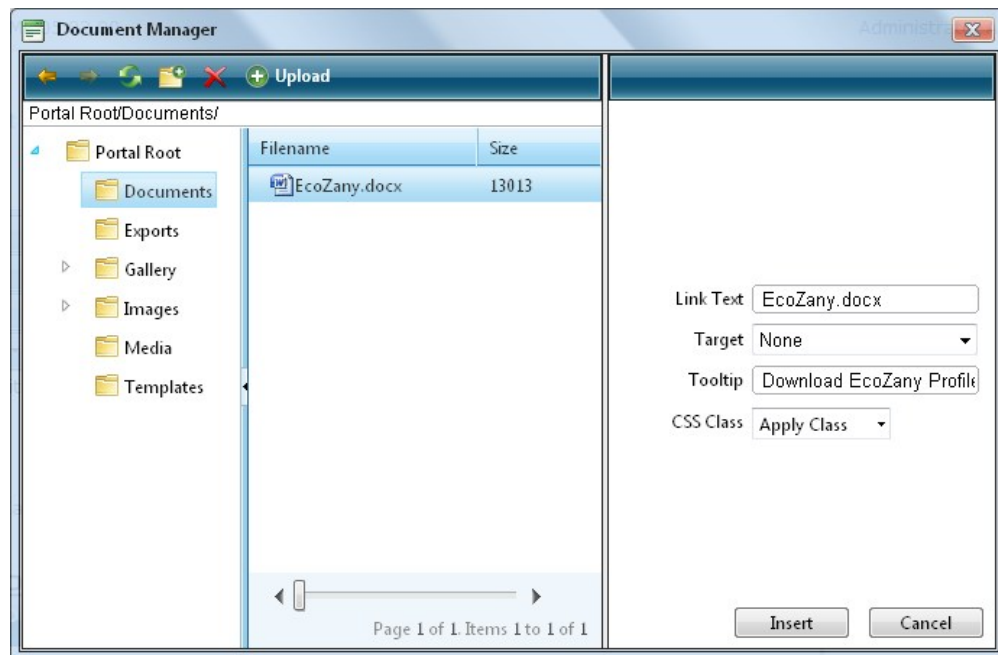 Document Manager
Administra
Upload
Portal Root/Documents/
Portal Root
Documents
Exports
Gallery
Images
Media
Templates
Filename Size
EcoZany.docx 13013
Page 1 of 1. Items 1 to 1 of 1
Link Text EcoZany.docx
Target None
Tooltip Download EcoZany Profile
CSS Class Apply Class
Insert Cancel